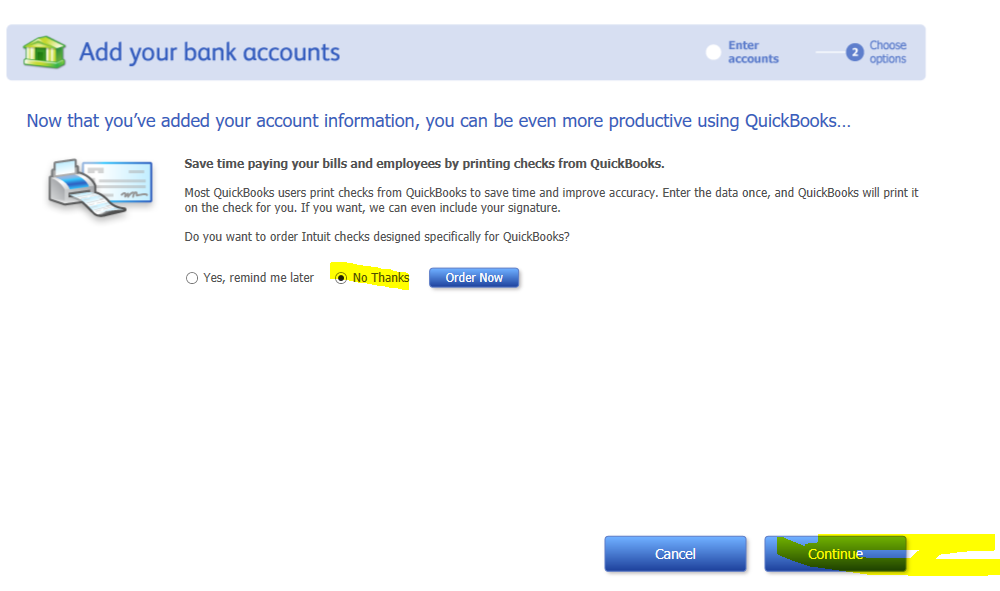 Add your bank accounts
Enter
accounts
2
Choose
options
Now that you've added your account information, you can be even more productive using QuickBooks...
Save time paying your bills and employees by printing checks from QuickBooks.
Most QuickBooks users print checks from QuickBooks to save time and improve accuracy. Enter the data once, and QuickBooks will print it
on the check for you. If you want, we can even include your signature.
Do you want to order Intuit checks designed specifically for QuickBooks?
Yes, remind me later No Thanks Order Now
Cancel Continue